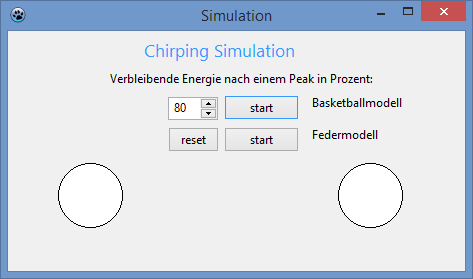 Simulation
Chirping Simulation
Verbleibende Energie nach einem Peak in Prozent:
80 start Basketballmodell
reset start Federmodell